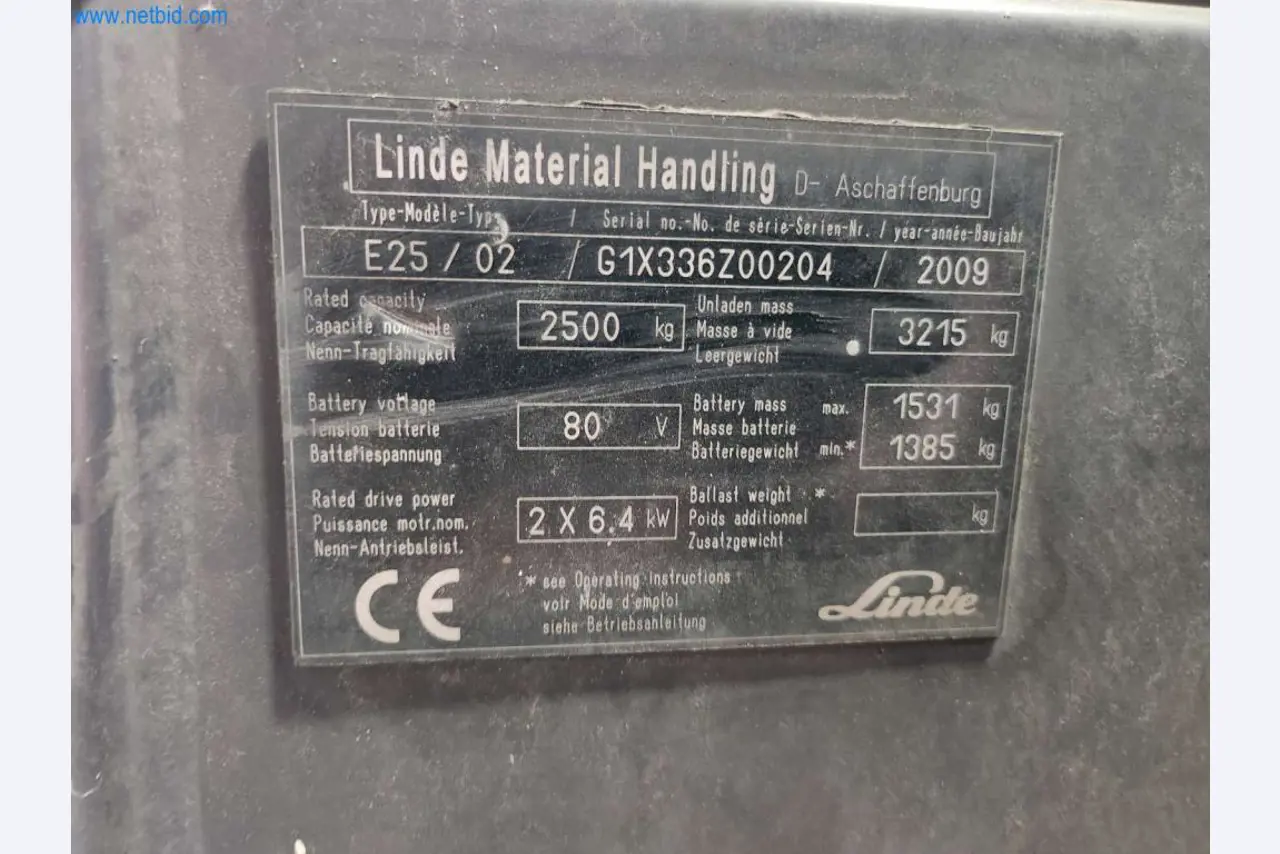 www.netbid.com
Linde Material Handling D- Aschaffenburg
Type-Modèle-Typ / Serial no.-No. de série-Serien-Nr. / year-année-Baujahr
E25 / 02 / G1X336Z00204 / 2009
Rated capacity
Capacité nominale
Nenn-Tragfähigkeit
2500 kg
Unladen mass
Masse à vide
Leergewicht
3215 kg
Battery voltage
Tension batterie
Batteriespannung
80 V
Battery mass max. 1531 kg
Masse batterie
Batteriegewicht min.* 1385 kg
Rated drive power
Puissance motr.nom.
Nenn-Antriebsleist.
2 X 6.4 kW
Ballast weight *
Poids additionnel
Zusatzgewicht
kg
CE
* see Operating Instructions
voir Mode d'emploi
siehe Betriebsanleitung
Linde